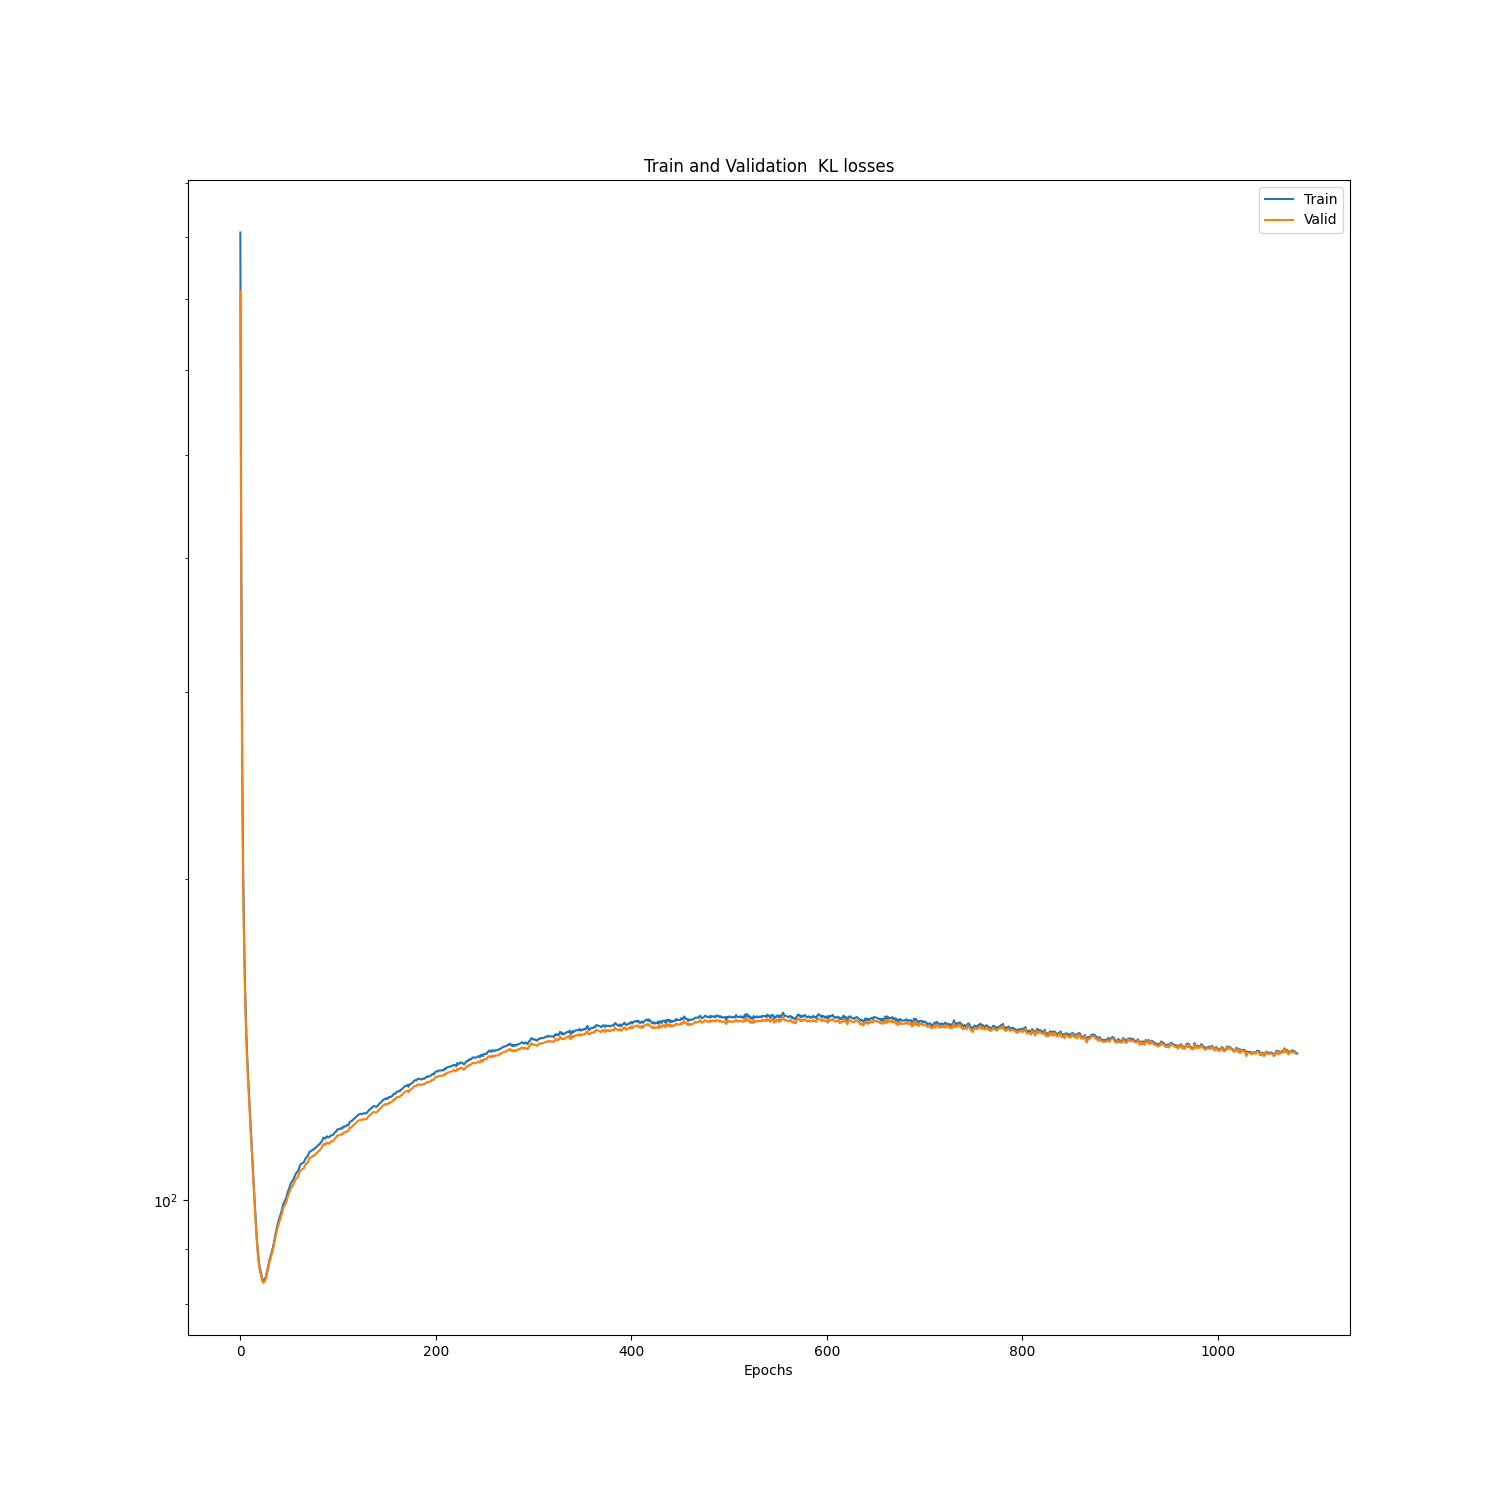 Train and Validation  KL losses
Train
Valid
10²
0 200 400 600 800 1000
Epochs